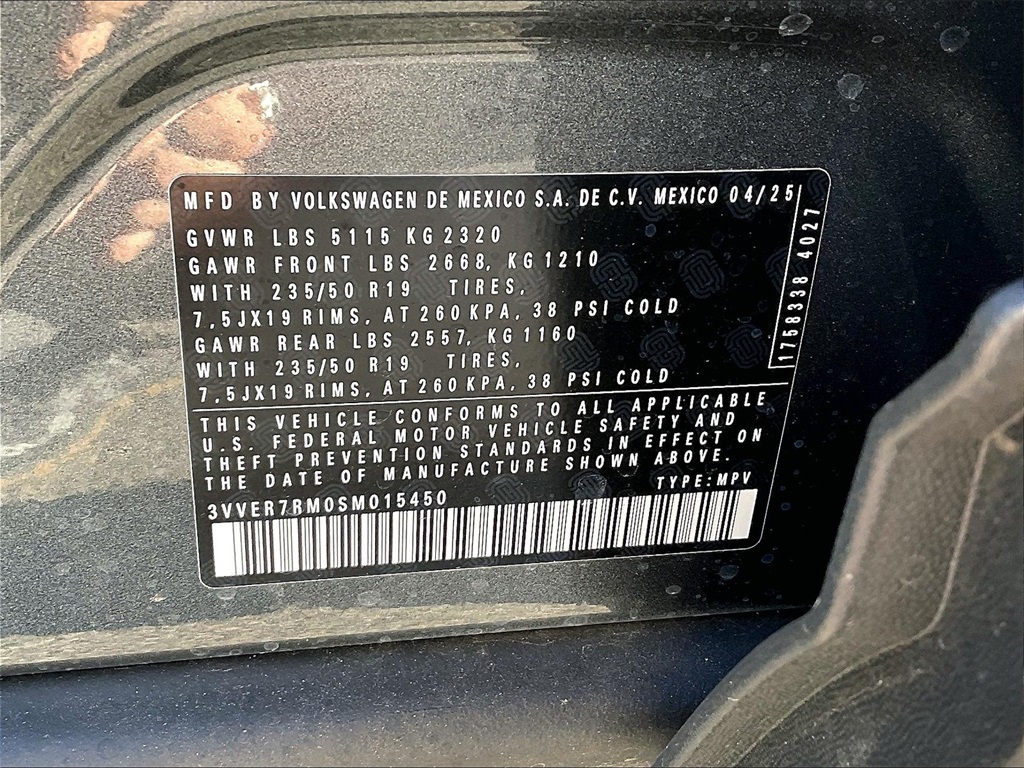 MFD BY VOLKSWAGEN DE MEXICO S.A. DE C.V. MEXICO 04/25
GVWR LBS 5115 KG 2320
GAWR FRONT LBS 2668, KG 1210
WITH 235/50 R19 TIRES,
7,5JX19 RIMS, AT 260 KPA, 38 PSI COLD
GAWR REAR LBS 2557, KG 1160
WITH 235/50 R19 TIRES,
7,5JX19 RIMS, AT 260 KPA, 38 PSI COLD
1758338 4027
THIS VEHICLE CONFORMS TO ALL APPLICABLE
U.S. FEDERAL MOTOR VEHICLE SAFETY AND
THEFT PREVENTION STANDARDS IN EFFECT ON
THE DATE OF MANUFACTURE SHOWN ABOVE.
TYPE: MPV
3VVER7RM0SM015450